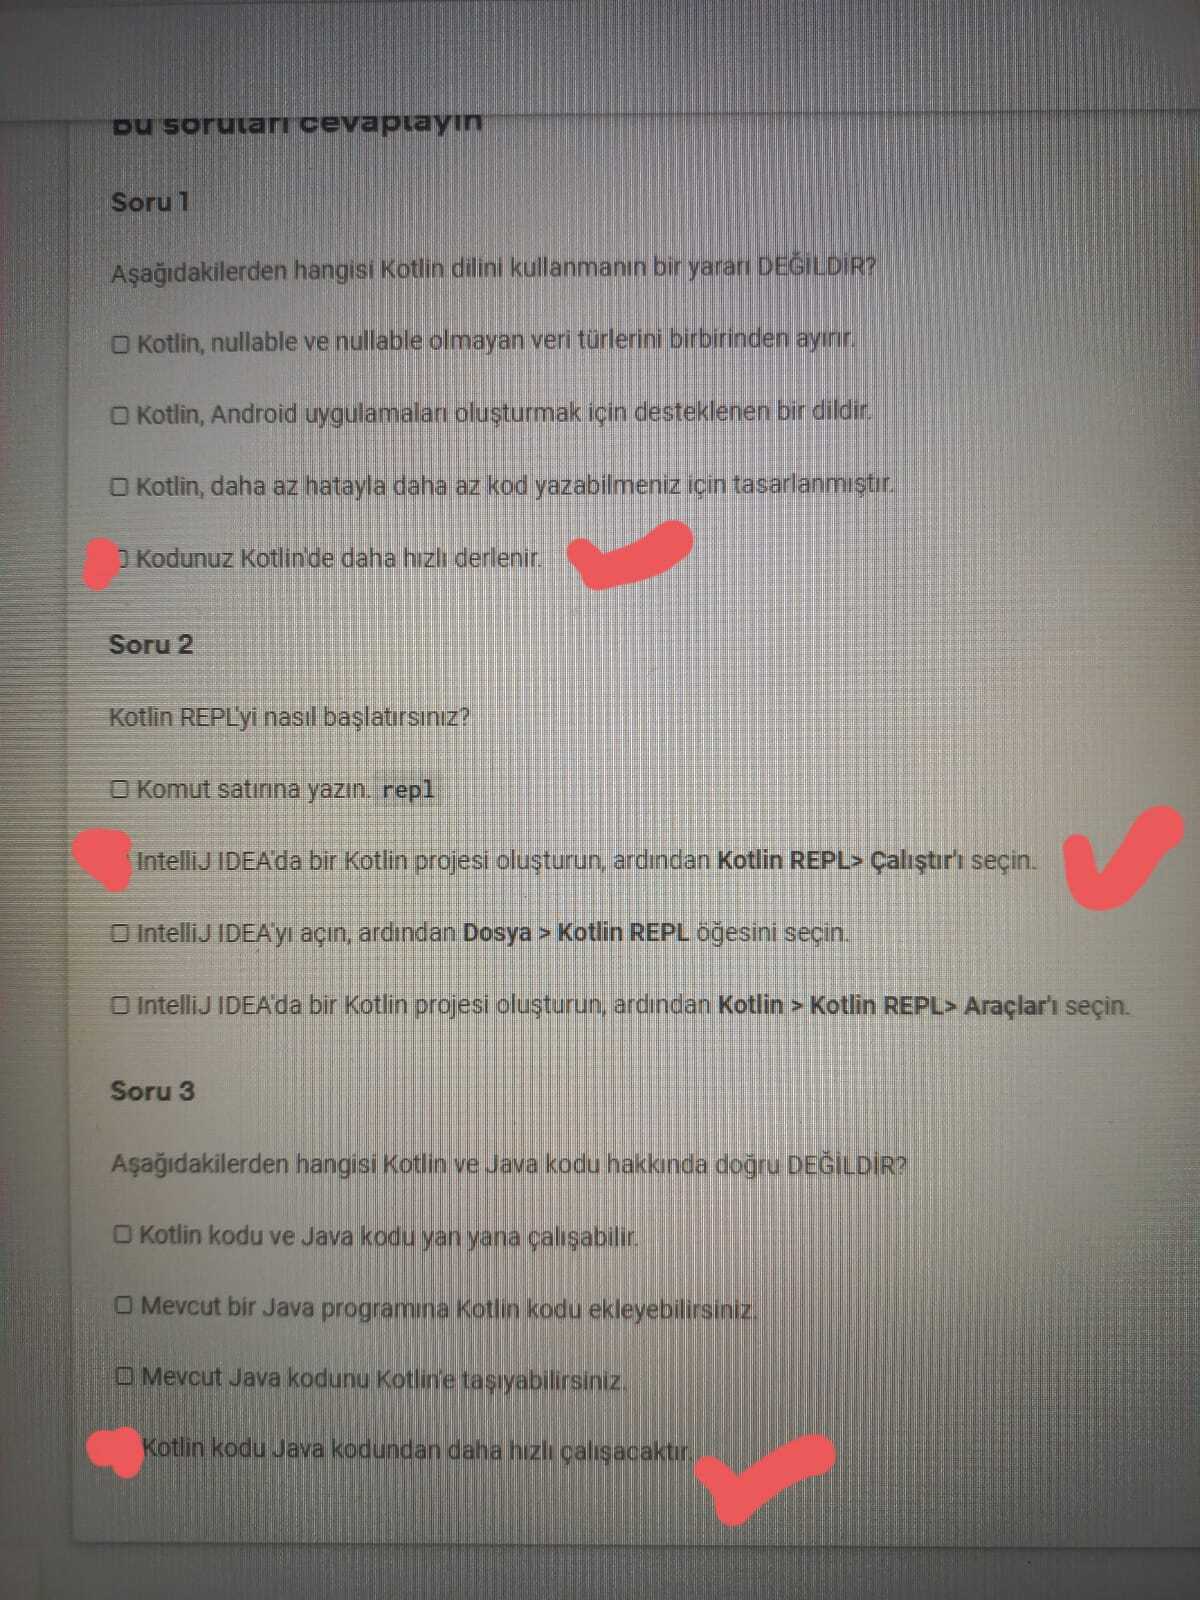 Bu soruları cevaplayın
Soru 1
Aşağıdakilerden hangisi Kotlin dilini kullanmanın bir yararı DEĞİLDİR?
Kotlin, nullable ve nullable olmayan veri türlerini birbirinden ayırır.
Kotlin, Android uygulamaları oluşturmak için desteklenen bir dildir.
Kotlin, daha az hatayla daha az kod yazabilmeniz için tasarlanmıştır.
Kodunuz Kotlin'de daha hızlı derlenir.
Soru 2
Kotlin REPL'yi nasıl başlatırsınız?
Komut satırına yazın. repl
IntelliJ IDEA'da bir Kotlin projesi oluşturun, ardından Kotlin REPL> Çalıştır'ı seçin.
IntelliJ IDEA'yı açın, ardından Dosya > Kotlin REPL öğesini seçin.
IntelliJ IDEA'da bir Kotlin projesi oluşturun, ardından Kotlin > Kotlin REPL> Araçlar'ı seçin.
Soru 3
Aşağıdakilerden hangisi Kotlin ve Java kodu hakkında doğru DEĞİLDİR?
Kotlin kodu ve Java kodu yan yana çalışabilir.
Mevcut bir Java programına Kotlin kodu ekleyebilirsiniz.
Mevcut Java kodunu Kotlin'e taşıyabilirsiniz.
Kotlin kodu Java kodundan daha hızlı çalışacaktır.